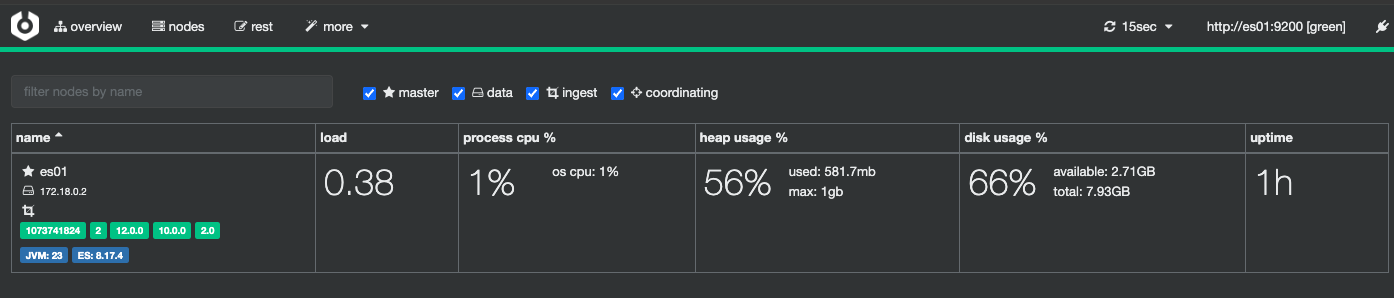 overview nodes rest more 15sec http://es01:9200 [green]
filter nodes by name master data ingest coordinating
name load process cpu % heap usage % disk usage % uptime
es01
172.18.0.2
0.38 1% os cpu: 1% 56% used: 581.7mb
max: 1gb
66% available: 2.71GB
total: 7.93GB
1h
1073741824 2 12.0.0 10.0.0 2.0
JVM: 23 ES: 8.17.4